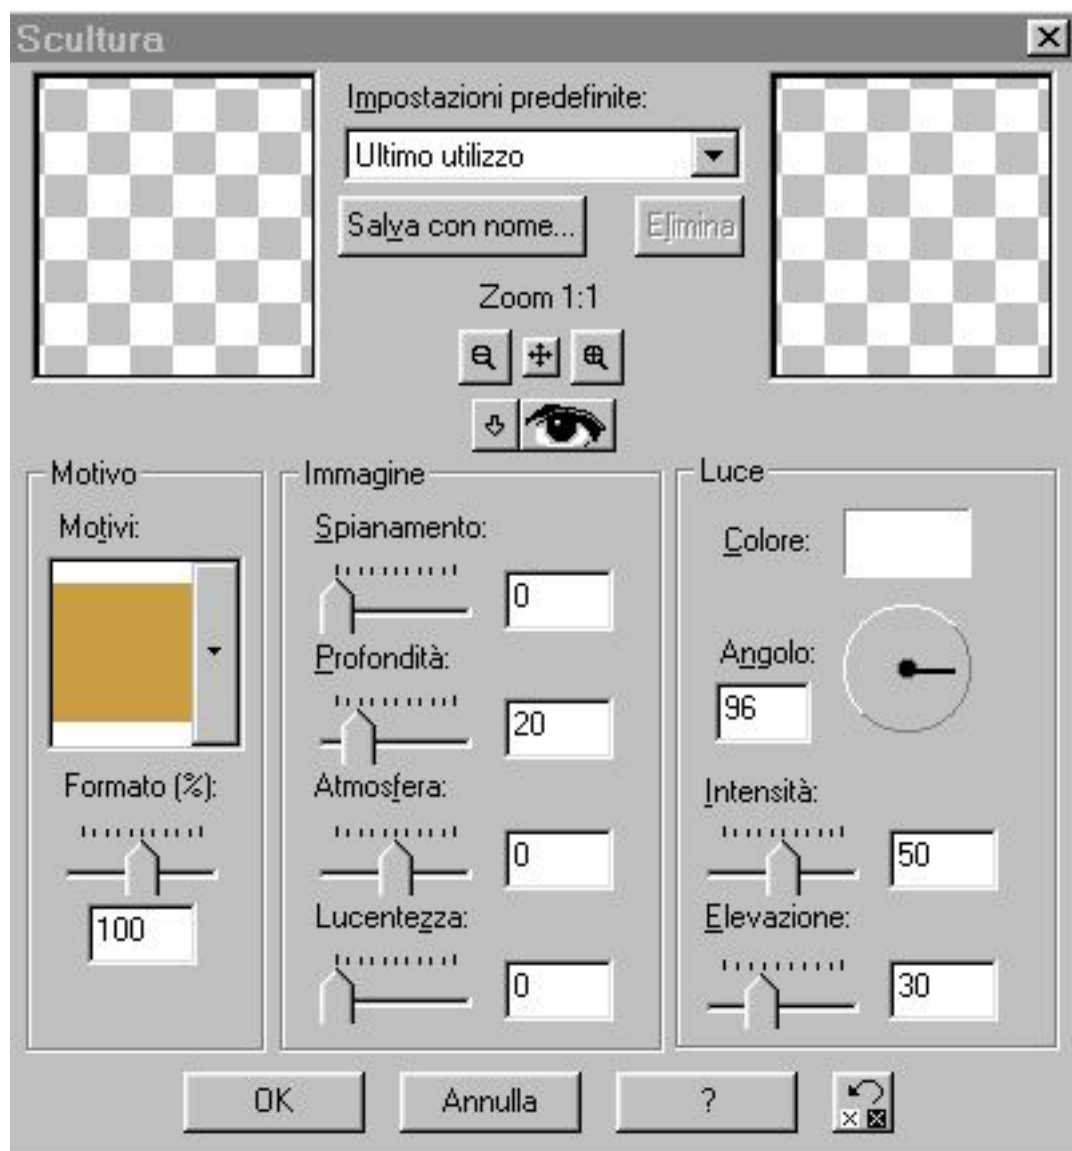 Scultura
Impostazioni predefinite:
Ultimo utilizzo
Salva con nome...
Elimina
Zoom 1:1
Motivo
Motivi:
Formato (%):
100
Immagine
Spianamento:
0
Profondità:
20
Atmosfera:
0
Lucentezza:
0
Luce
Colore:
Angolo:
96
Intensità:
50
Elevazione:
30
OK
Annulla
?